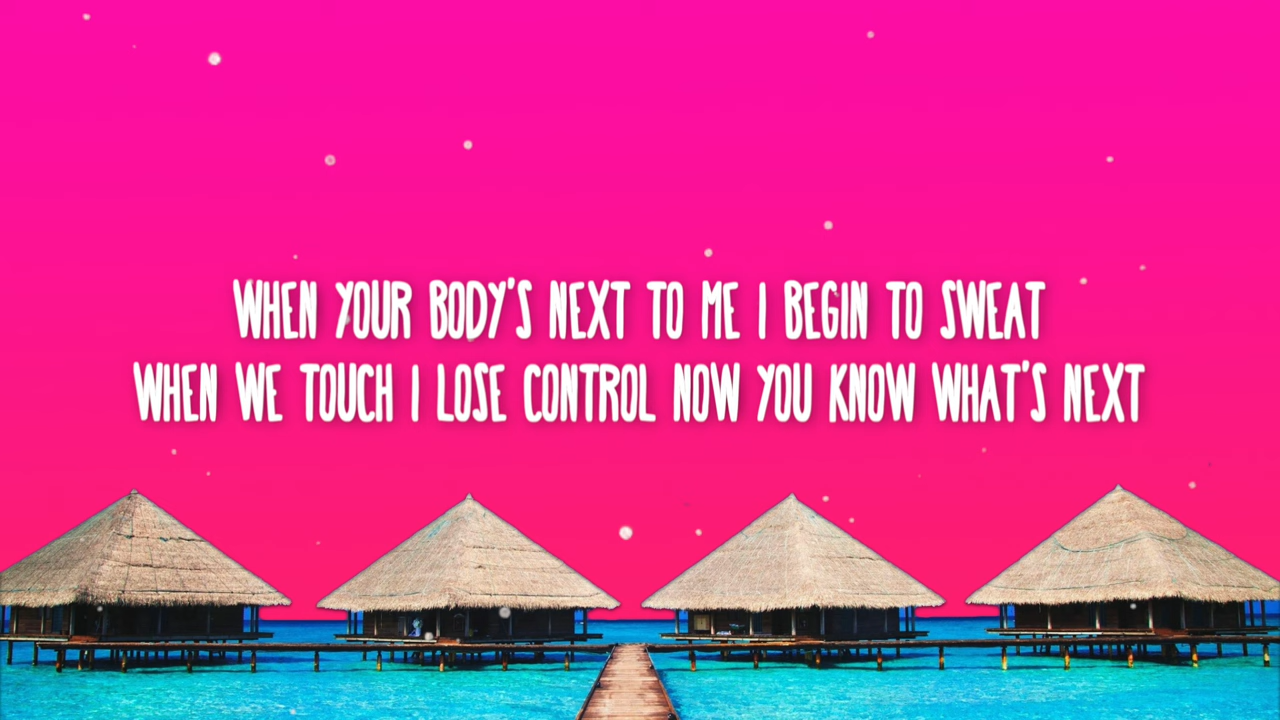 WHEN YOUR BODY'S NEXT TO ME I BEGIN TO SWEAT
WHEN WE TOUCH I LOSE CONTROL NOW YOU KNOW WHAT'S NEXT